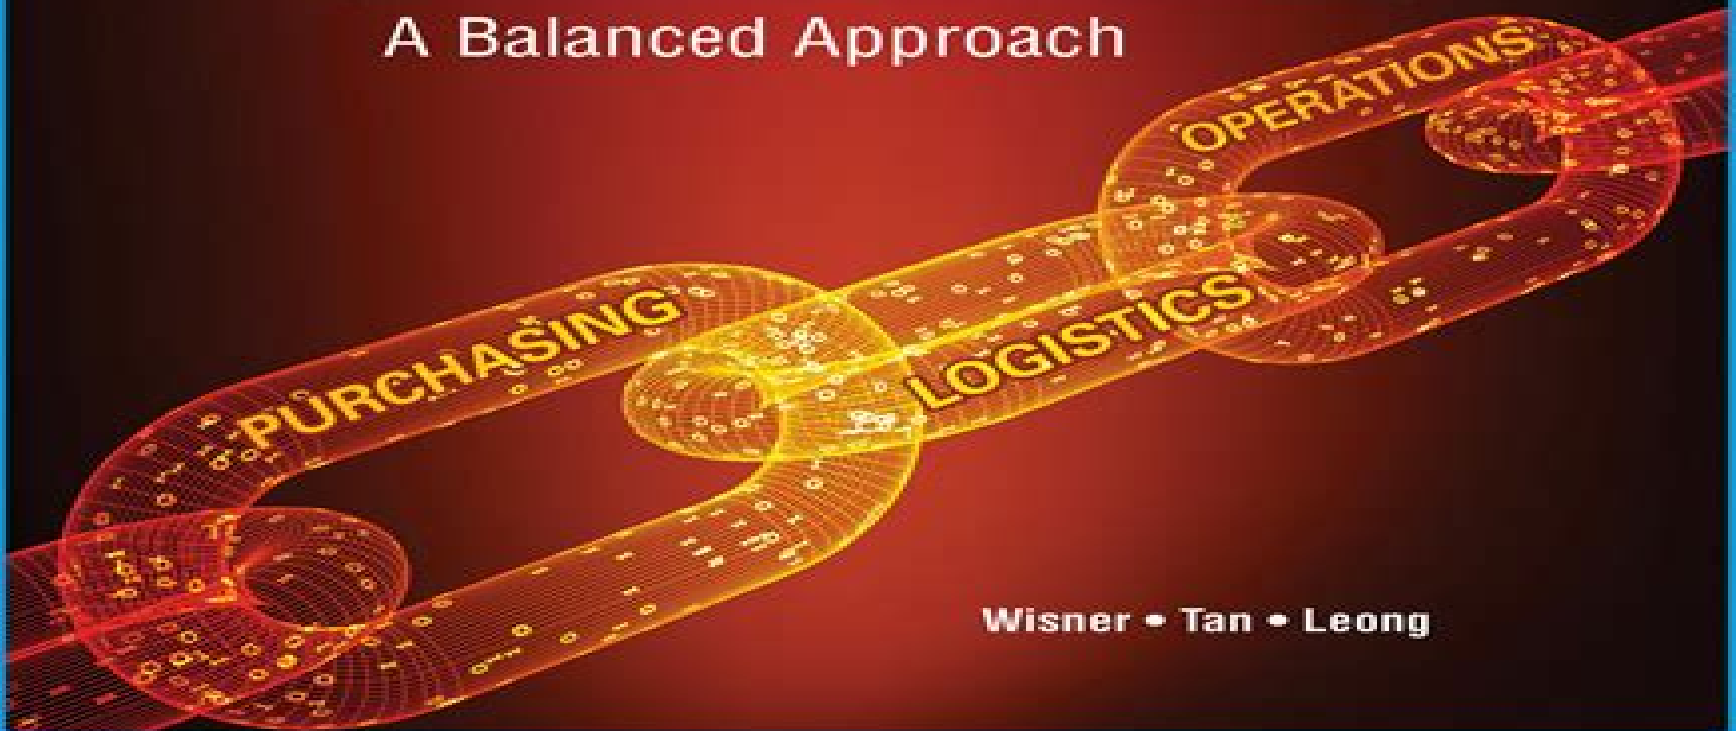 A Balanced Approach
OPERATIONS
PURCHASING
LOGISTICS
Wisner • Tan • Leong